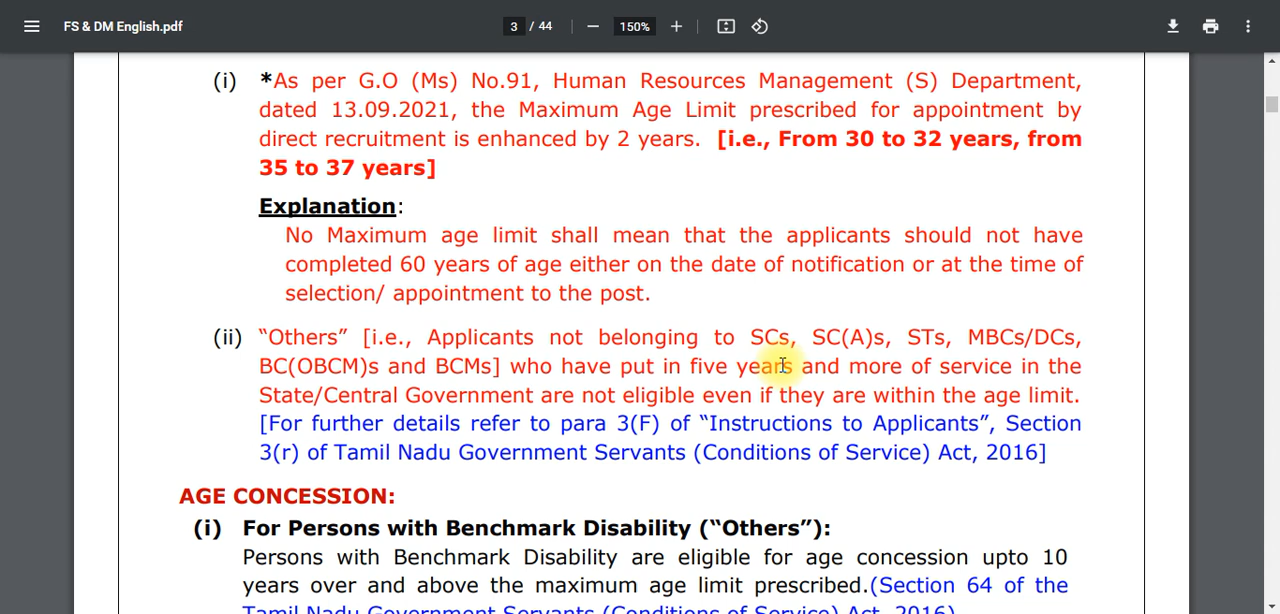 FS & DM English.pdf
3 / 44
150%
(i) *As per G.O (Ms) No.91, Human Resources Management (S) Department,
dated 13.09.2021, the Maximum Age Limit prescribed for appointment by
direct recruitment is enhanced by 2 years. [i.e., From 30 to 32 years, from
35 to 37 years]
Explanation:
No Maximum age limit shall mean that the applicants should not have
completed 60 years of age either on the date of notification or at the time of
selection/ appointment to the post.
(ii) “Others” [i.e., Applicants not belonging to SCs, SC(A)s, STs, MBCs/DCs,
BC(OBCM)s and BCMs] who have put in five years and more of service in the
State/Central Government are not eligible even if they are within the age limit.
[For further details refer to para 3(F) of “Instructions to Applicants”, Section
3(r) of Tamil Nadu Government Servants (Conditions of Service) Act, 2016]
AGE CONCESSION:
(i) For Persons with Benchmark Disability (“Others”):
Persons with Benchmark Disability are eligible for age concession upto 10
years over and above the maximum age limit prescribed.(Section 64 of the
Tamil Nadu Government Servants (Conditions of Service) Act, 2016)